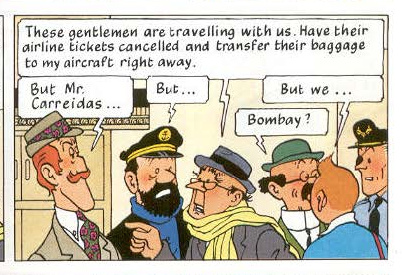 These gentlemen are travelling with us. Have their
airline tickets cancelled and transfer their baggage
to my aircraft right away.
But Mr.
Carreidas ...
But...
But we ...
Bombay?